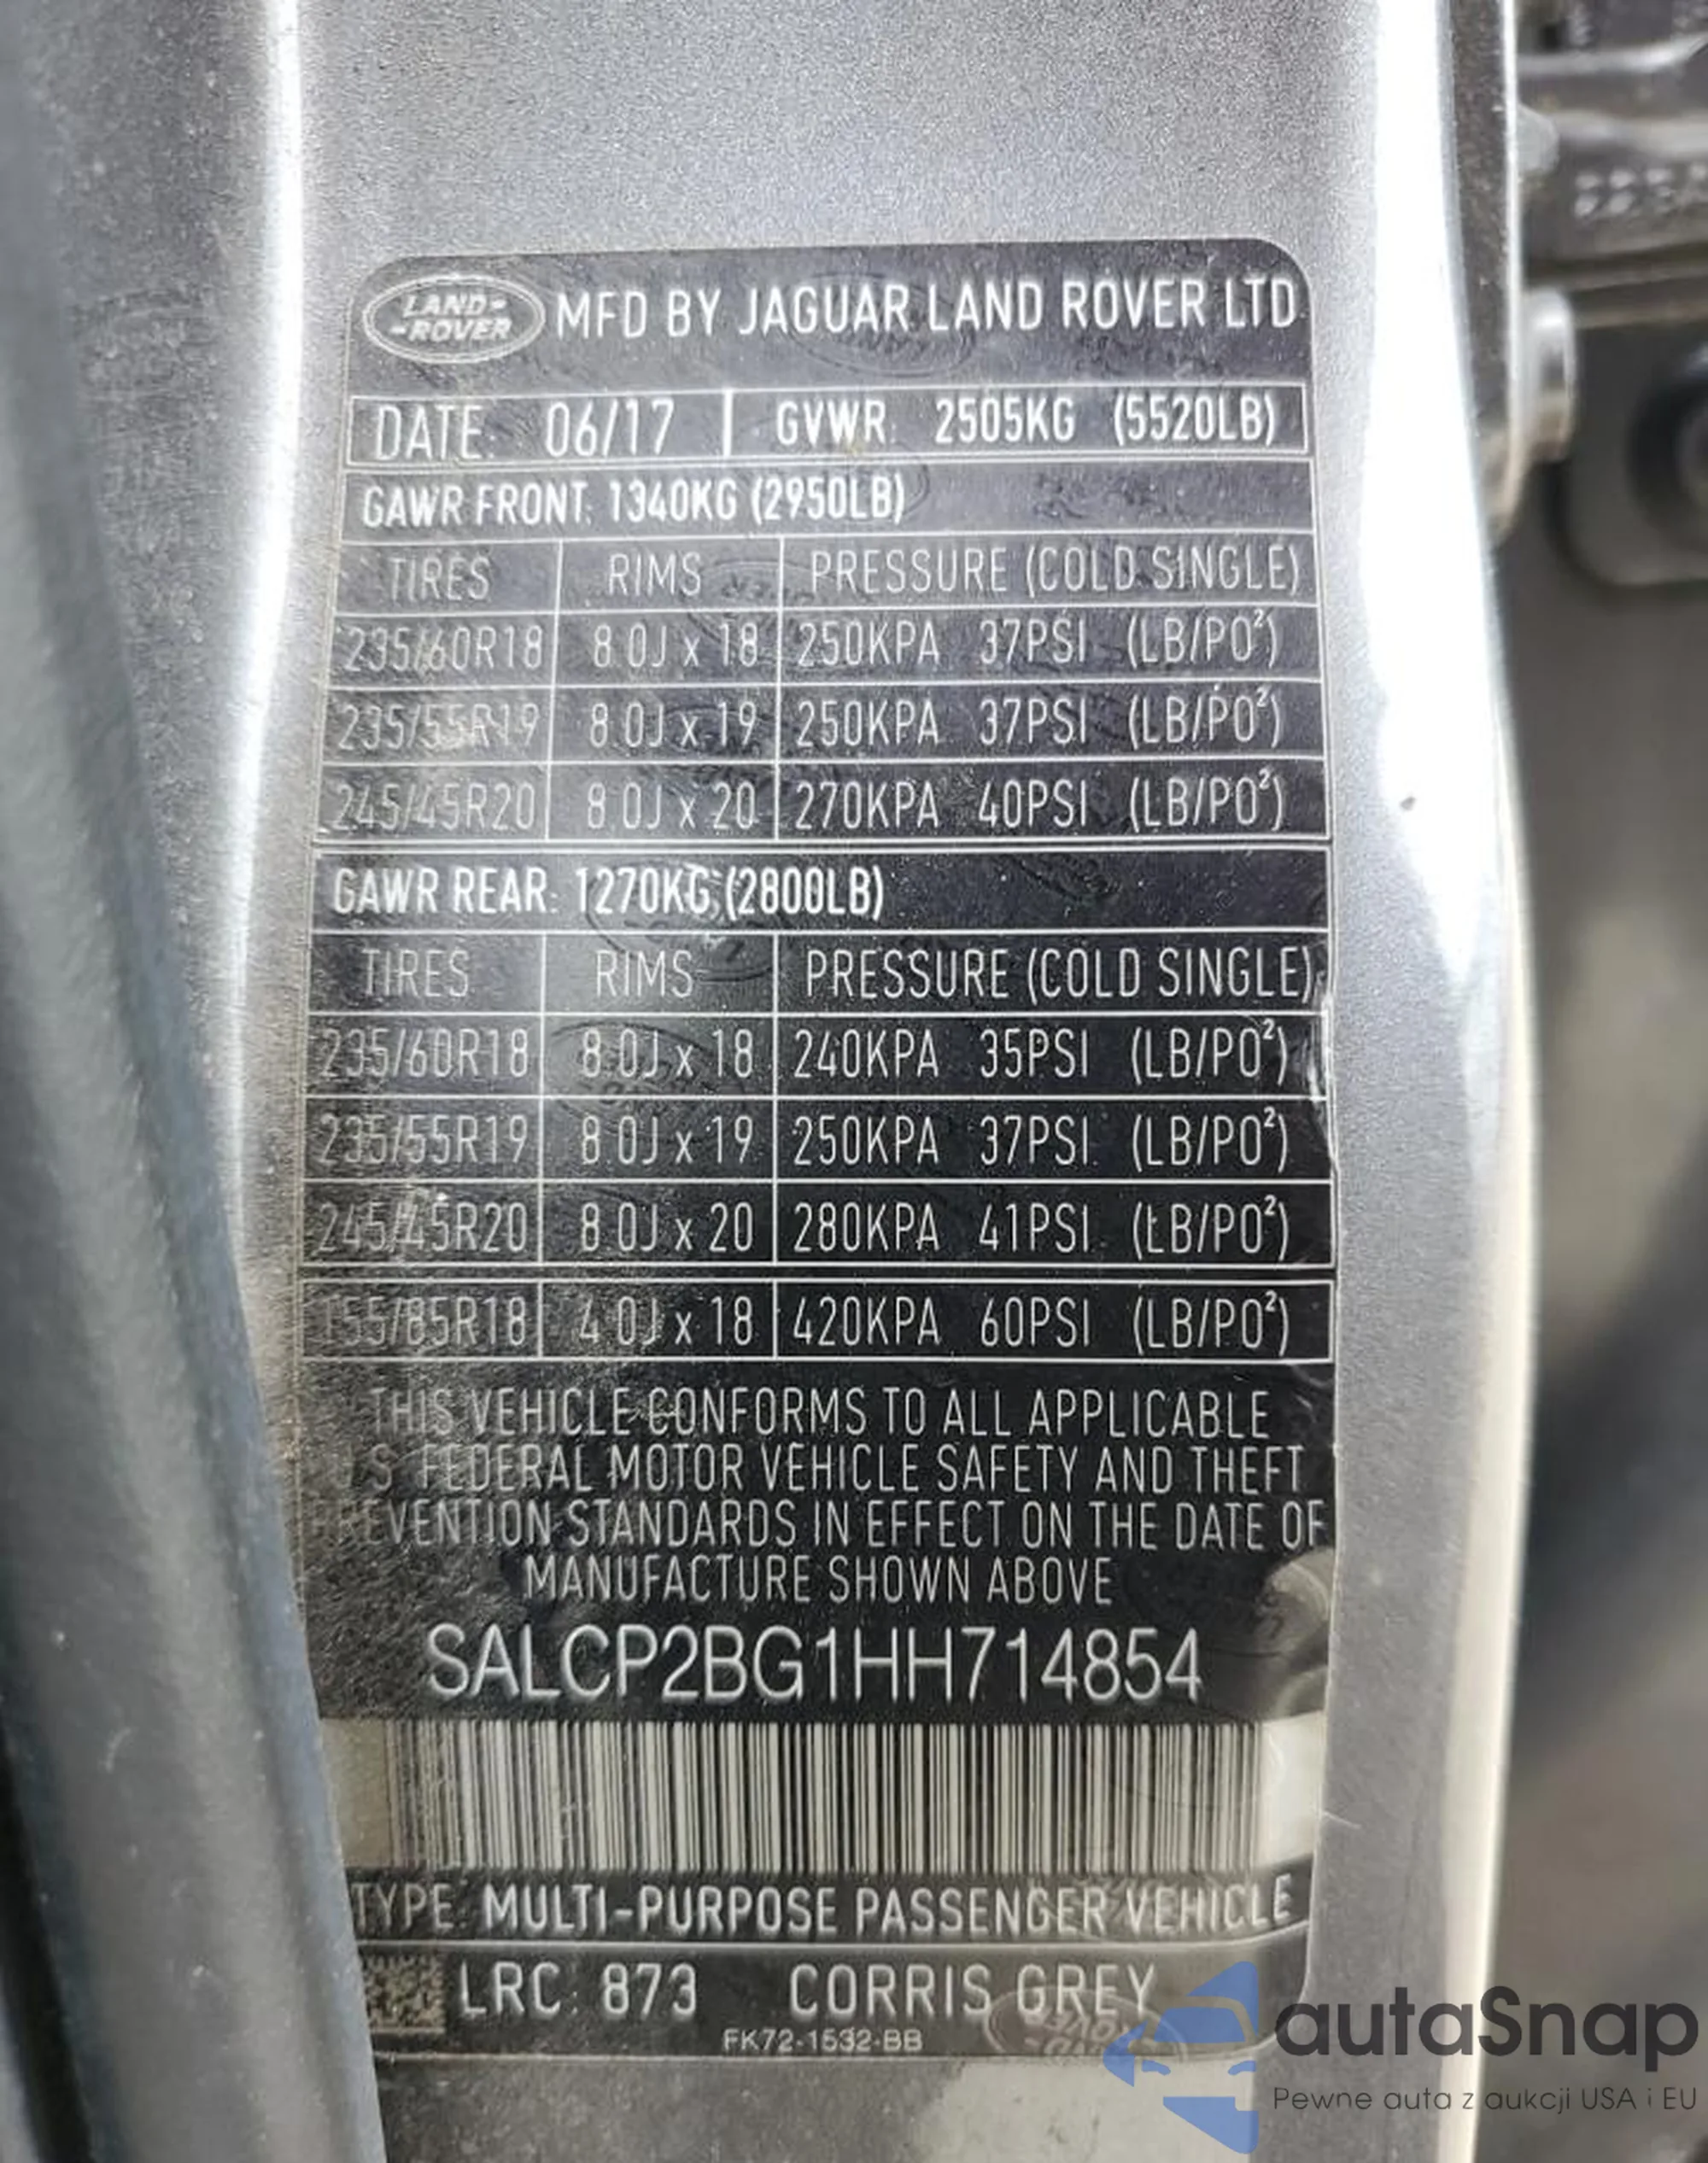 LAND-
-ROVER
MFD BY JAGUAR LAND ROVER LTD
DATE: 06/17 GVWR: 2505KG (5520LB)
GAWR FRONT: 1340KG (2950LB)
TIRES RIMS PRESSURE (COLD SINGLE)
235/60R18 8.0J x 18 250KPA 37PSI (LB/PO²)
235/55R19 8.0J x 19 250KPA 37PSI (LB/PO²)
245/45R20 8.0J x 20 270KPA 40PSI (LB/PO²)
GAWR REAR: 1270KG (2800LB)
TIRES RIMS PRESSURE (COLD SINGLE)
235/60R18 8.0J x 18 240KPA 35PSI (LB/PO²)
235/55R19 8.0J x 19 250KPA 37PSI (LB/PO²)
245/45R20 8.0J x 20 280KPA 41PSI (LB/PO²)
155/85R18 4.0J x 18 420KPA 60PSI (LB/PO²)
THIS VEHICLE CONFORMS TO ALL APPLICABLE
U.S. FEDERAL MOTOR VEHICLE SAFETY AND THEFT
PREVENTION STANDARDS IN EFFECT ON THE DATE OF
MANUFACTURE SHOWN ABOVE
SALCP2BG1HH714854
TYPE: MULTI-PURPOSE PASSENGER VEHICLE
LRC: 873 CORRIS GREY
FK72-1532-BB
autaSnap
Pewne auta z aukcji USA i EU